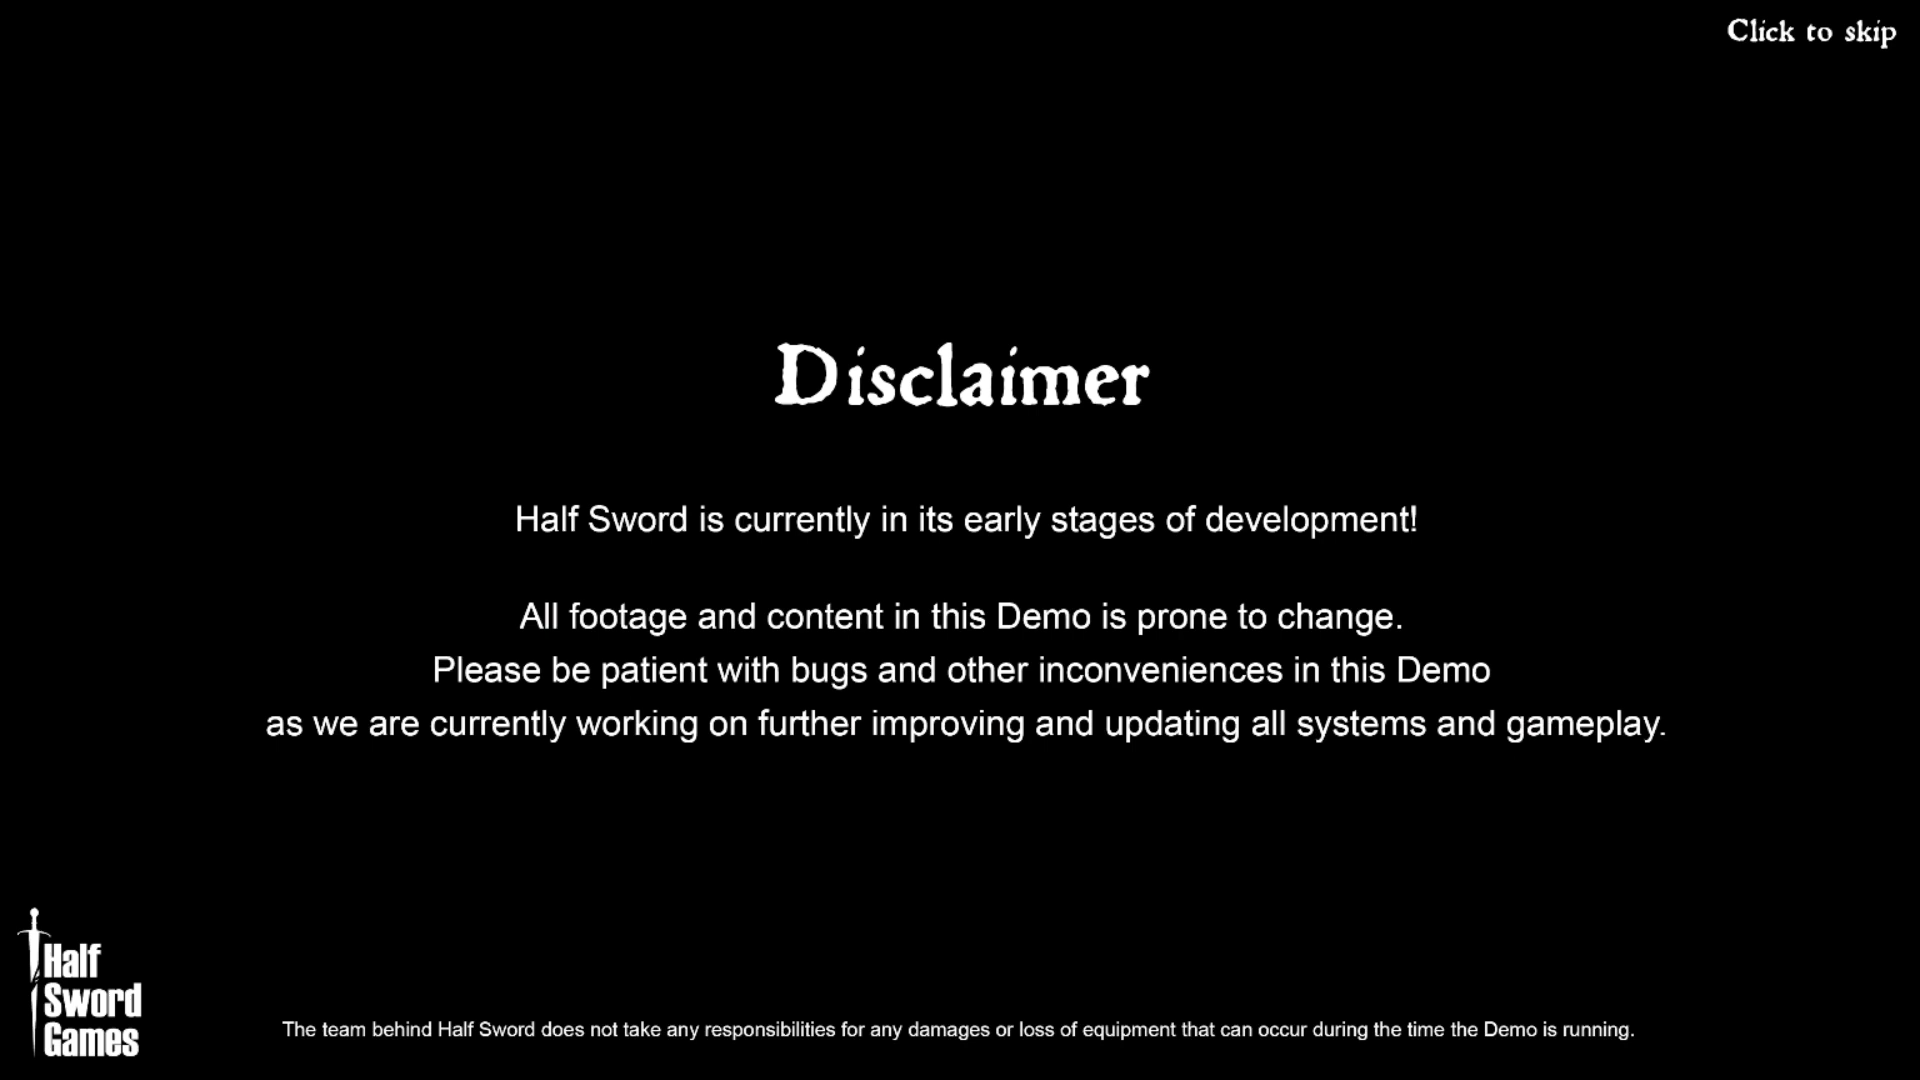 Click to skip
Disclaimer
Half Sword is currently in its early stages of development!
All footage and content in this Demo is prone to change.
Please be patient with bugs and other inconveniences in this Demo
as we are currently working on further improving and updating all systems and gameplay.
Half
Sword
Games
The team behind Half Sword does not take any responsibilities for any damages or loss of equipment that can occur during the time the Demo is running.